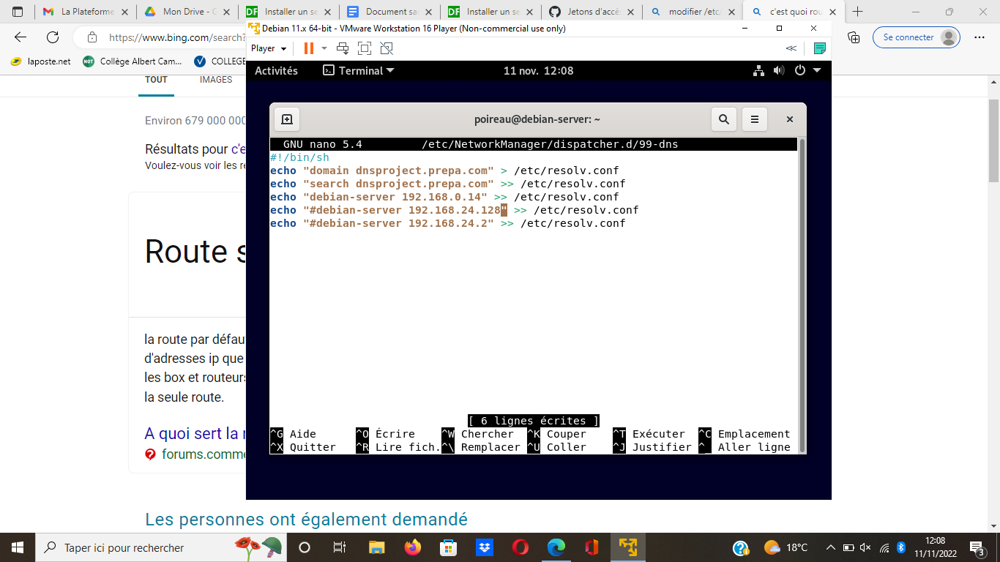 La Plateforme
Mon Drive - G
Installer un se
Document sa
Installer un se
Jetons d'accè
modifier /etc/
c'est quoi rou
https://www.bing.com/search?
Se connecter
laposte.net
Collège Albert Cam...
COLLEGE
Debian 11.x 64-bit - VMware Workstation 16 Player (Non-commercial use only)
Player
Activités
Terminal
11 nov. 12:08
TOUT
IMAGES
Environ 679 000 000
Résultats pour c'e
Voulez-vous voir les ré
Route s
la route par défau
d'adresses ip que
les box et routeurs
la seule route.
A quoi sert la r
forums.comme
Les personnes ont également demandé
poireau@debian-server: ~
GNU nano 5.4 /etc/NetworkManager/dispatcher.d/99-dns
#!/bin/sh
echo "domain dnsproject.prepa.com" > /etc/resolv.conf
echo "search dnsproject.prepa.com" >> /etc/resolv.conf
echo "debian-server 192.168.0.14" >> /etc/resolv.conf
echo "#debian-server 192.168.24.128" >> /etc/resolv.conf
echo "#debian-server 192.168.24.2" >> /etc/resolv.conf
[ 6 lignes écrites ]
^G Aide ^O Écrire ^W Chercher ^K Couper ^T Exécuter ^C Emplacement
^X Quitter ^R Lire fich. ^\ Remplacer ^U Coller ^J Justifier ^_ Aller ligne
Taper ici pour rechercher
18°C
12:08
11/11/2022
3